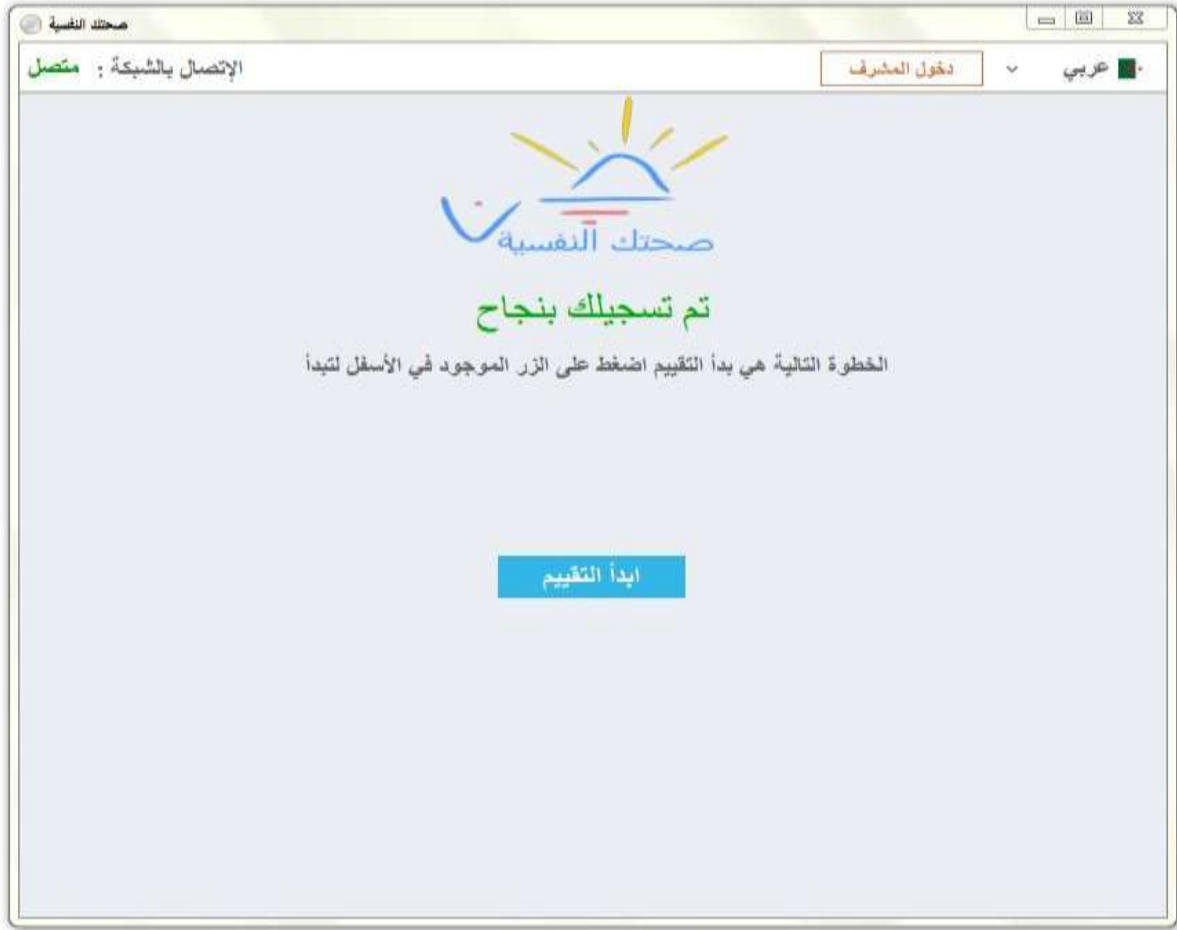 صحتك النفسية
الإتصال بالشبكة : متصل
دخول المشرف
عربي
صحتك النفسية
تم تسجيلك بنجاح
الخطوة التالية هي بدأ التقييم اضغط على الزر الموجود في الأسفل لتبدأ
ابدأ التقييم